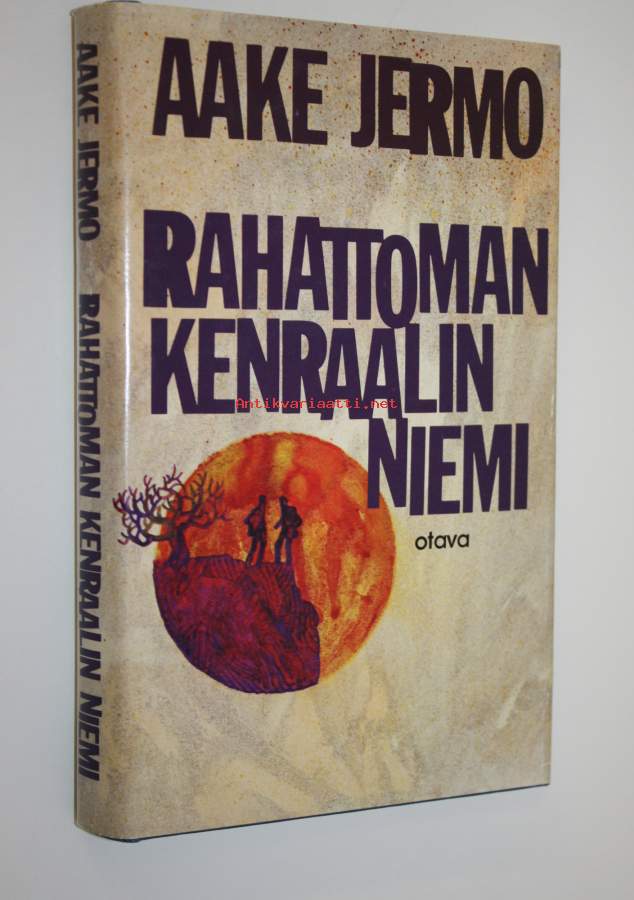 AAKE JERMO
RAHATTOMAN
KENRAALIN
NIEMI
otava
AAKE JERMO RAHATTOMAN KENRAALIN NIEMI
Antikvariaatti.net